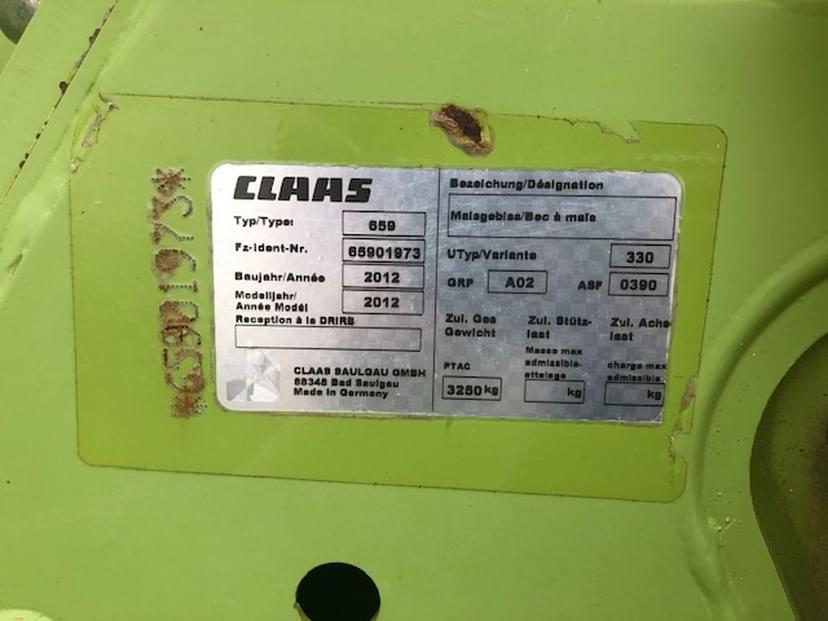 *65901973*
CLAAS
Typ/Type: 659
Fz-Ident-Nr. 65901973
Baujahr/Année 2012
Modelljahr/
Année Modèl 2012
Reception à la DRIRE
CLAAS SAULGAU GMBH
88348 Bad Saulgau
Made in Germany
Bezeichung/Désignation
Maisgebiss/Bec à maïs
UTyp/Variante 330
GRP A02 ASF 0390
Zul. Ges
Gewicht
PTAC
3250 kg
Zul. Stütz-
last
Masse max
admissible-
attelage
kg
Zul. Achs
last
charge max
admissible
kg